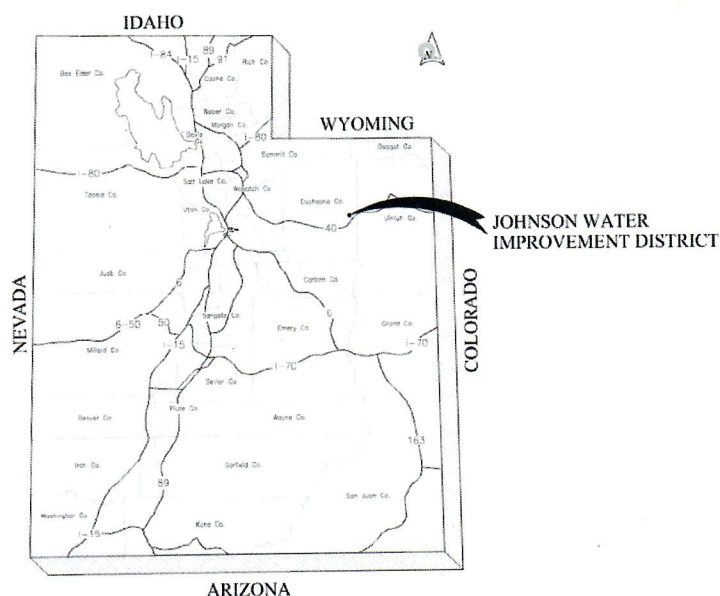 IDAHO
89
I-84
I-15
91
Rich Co.
Box Elder Co.
Cache Co.
Weber Co.
Morgan Co.
WYOMING
Davis Co.
I-80
Summit Co.
Daggett Co.
I-80
Salt Lake Co.
Wasatch Co.
Tooele Co.
Duchesne Co.
Utah Co.
Uintah Co.
40
JOHNSON WATER
IMPROVEMENT DISTRICT
NEVADA
COLORADO
Juab Co.
6
Carbon Co.
Sanpete Co.
6
6-50
50
Emery Co.
Grand Co.
I-15
Millard Co.
I-70
I-70
Sevier Co.
Piute Co.
Beaver Co.
Wayne Co.
163
Iron Co.
Garfield Co.
89
San Juan Co.
Washington Co.
Kane Co.
I-15
ARIZONA